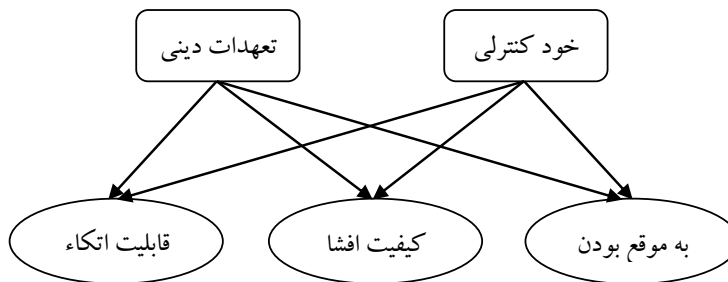 خود کنترلی
تعهدات دینی
به موقع بودن
کیفیت افشا
قابلیت اتکاء